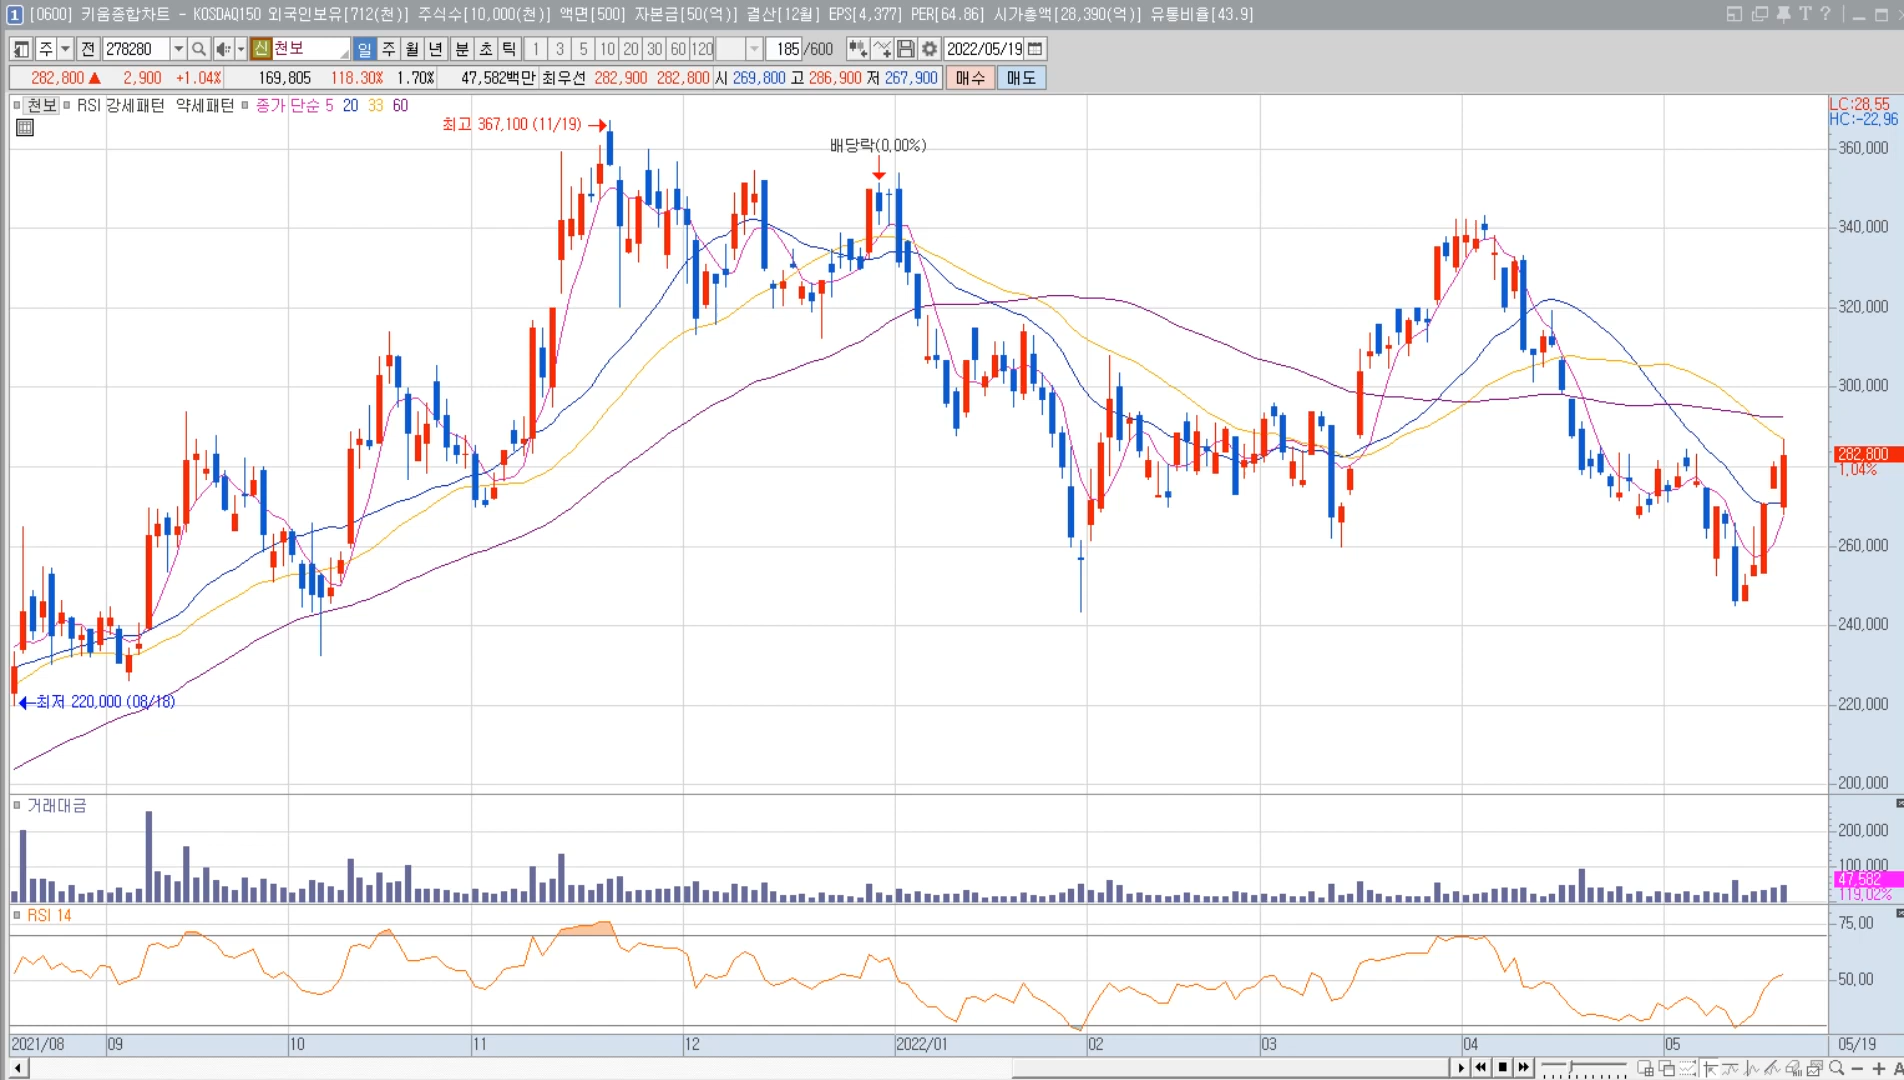 1 [0600] 키움종합차트 - KOSDAQ150 외국인보유[712(천)] 주식수[10,000(천)] 액면[500] 자본금[50(억)] 결산[12월] EPS[4,377] PER[64.86] 시가총액[28,390(억)] 유통비율[43.9]
주 전 278280 신 천보 일 주 월 년 분 초 틱 1 3 5 10 20 30 60 120 185 /600 2022/05/19
282,800 ▲ 2,900 +1.04% 169,805 118.30% 1.70% 47,582백만 최우선 282,900 282,800 시 269,800 고 286,900 저 267,900 매수 매도
천보 RSI 강세패턴 약세패턴 종가 단순 5 20 33 60
LC:28.55
HC:-22.96
최고 367,100 (11/19)
배당락(0.00%)
360,000
340,000
320,000
300,000
282,800
1.04%
260,000
240,000
최저 220,000 (08/18)
220,000
200,000
거래대금
200,000
100,000
47,582
119.02%
RSI 14
75.00
50.00
2021/08 09 10 11 12 2022/01 02 03 04 05 05/19